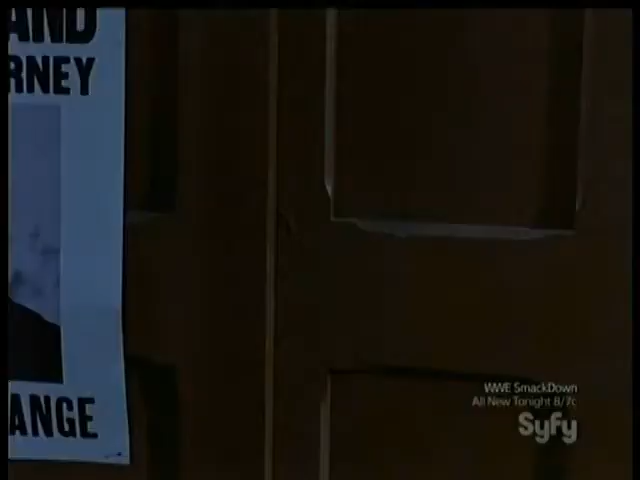 AND
RNEY
ANGE
WWE SmackDown
All New Tonight 8/7c
Syfy